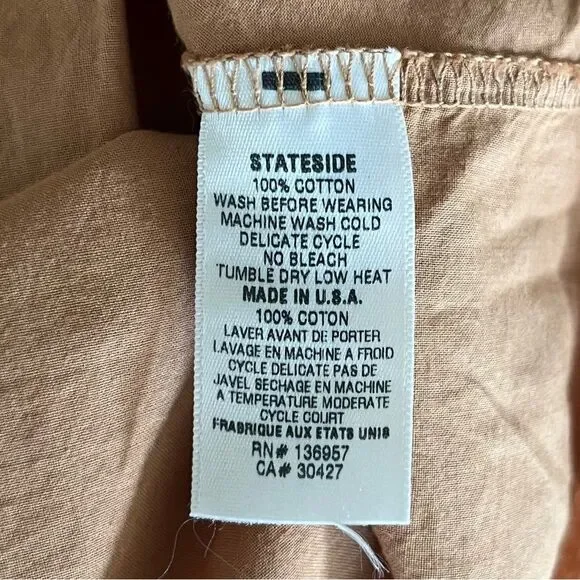 STATESIDE
100% COTTON
WASH BEFORE WEARING
MACHINE WASH COLD
DELICATE CYCLE
NO BLEACH
TUMBLE DRY LOW HEAT
MADE IN U.S.A.
100% COTON
LAVER AVANT DE PORTER
LAVAGE EN MACHINE A FROID
CYCLE DELICATE PAS DE
JAVEL SECHAGE EN MACHINE
A TEMPERATURE MODERATE
CYCLE COURT
FRABRIQUE AUX ETATS UNIS
RN# 136957
CA# 30427